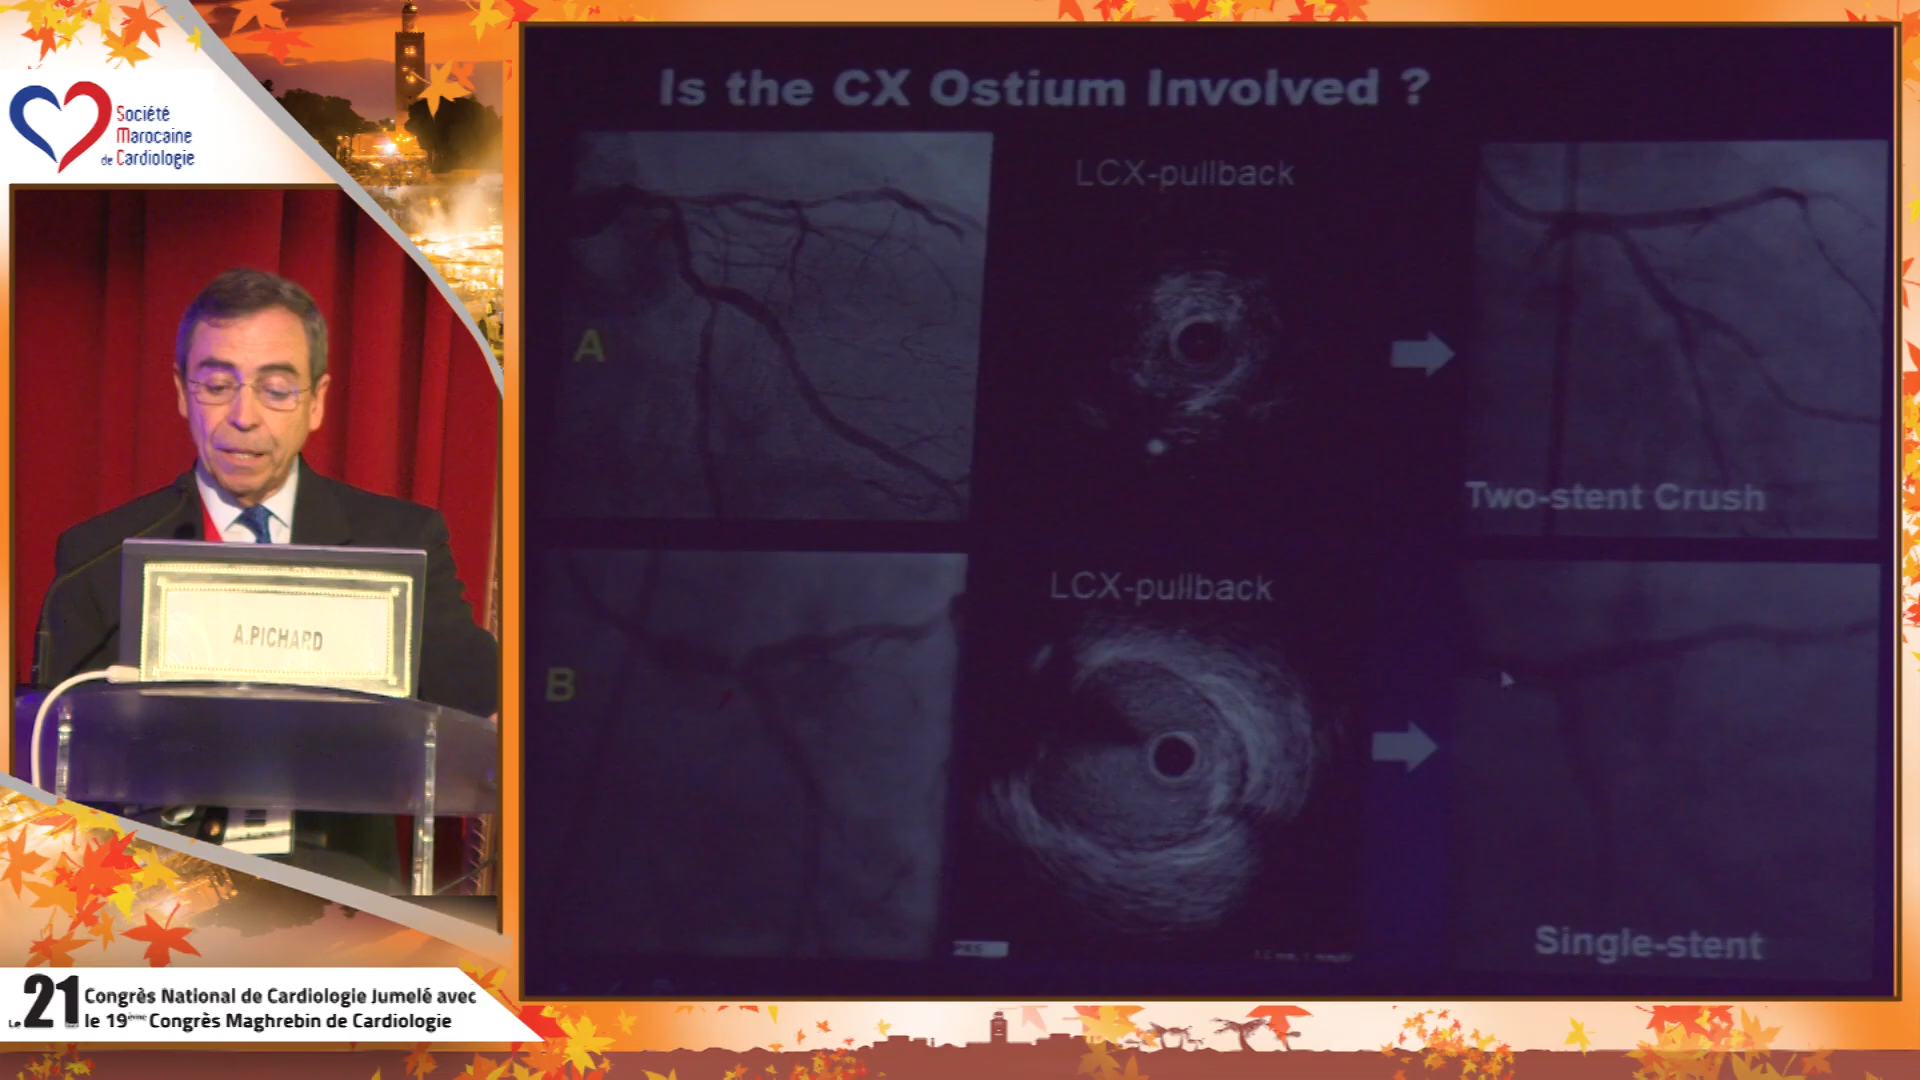 Société
Marocaine
de Cardiologie
A.PICHARD
Le 21 Congrès National de Cardiologie Jumelé avec
le 19ème Congrès Maghrebin de Cardiologie
Is the CX Ostium Involved ?
LCX-pullback
A
Two-stent Crush
LCX-pullback
B
Single-stent